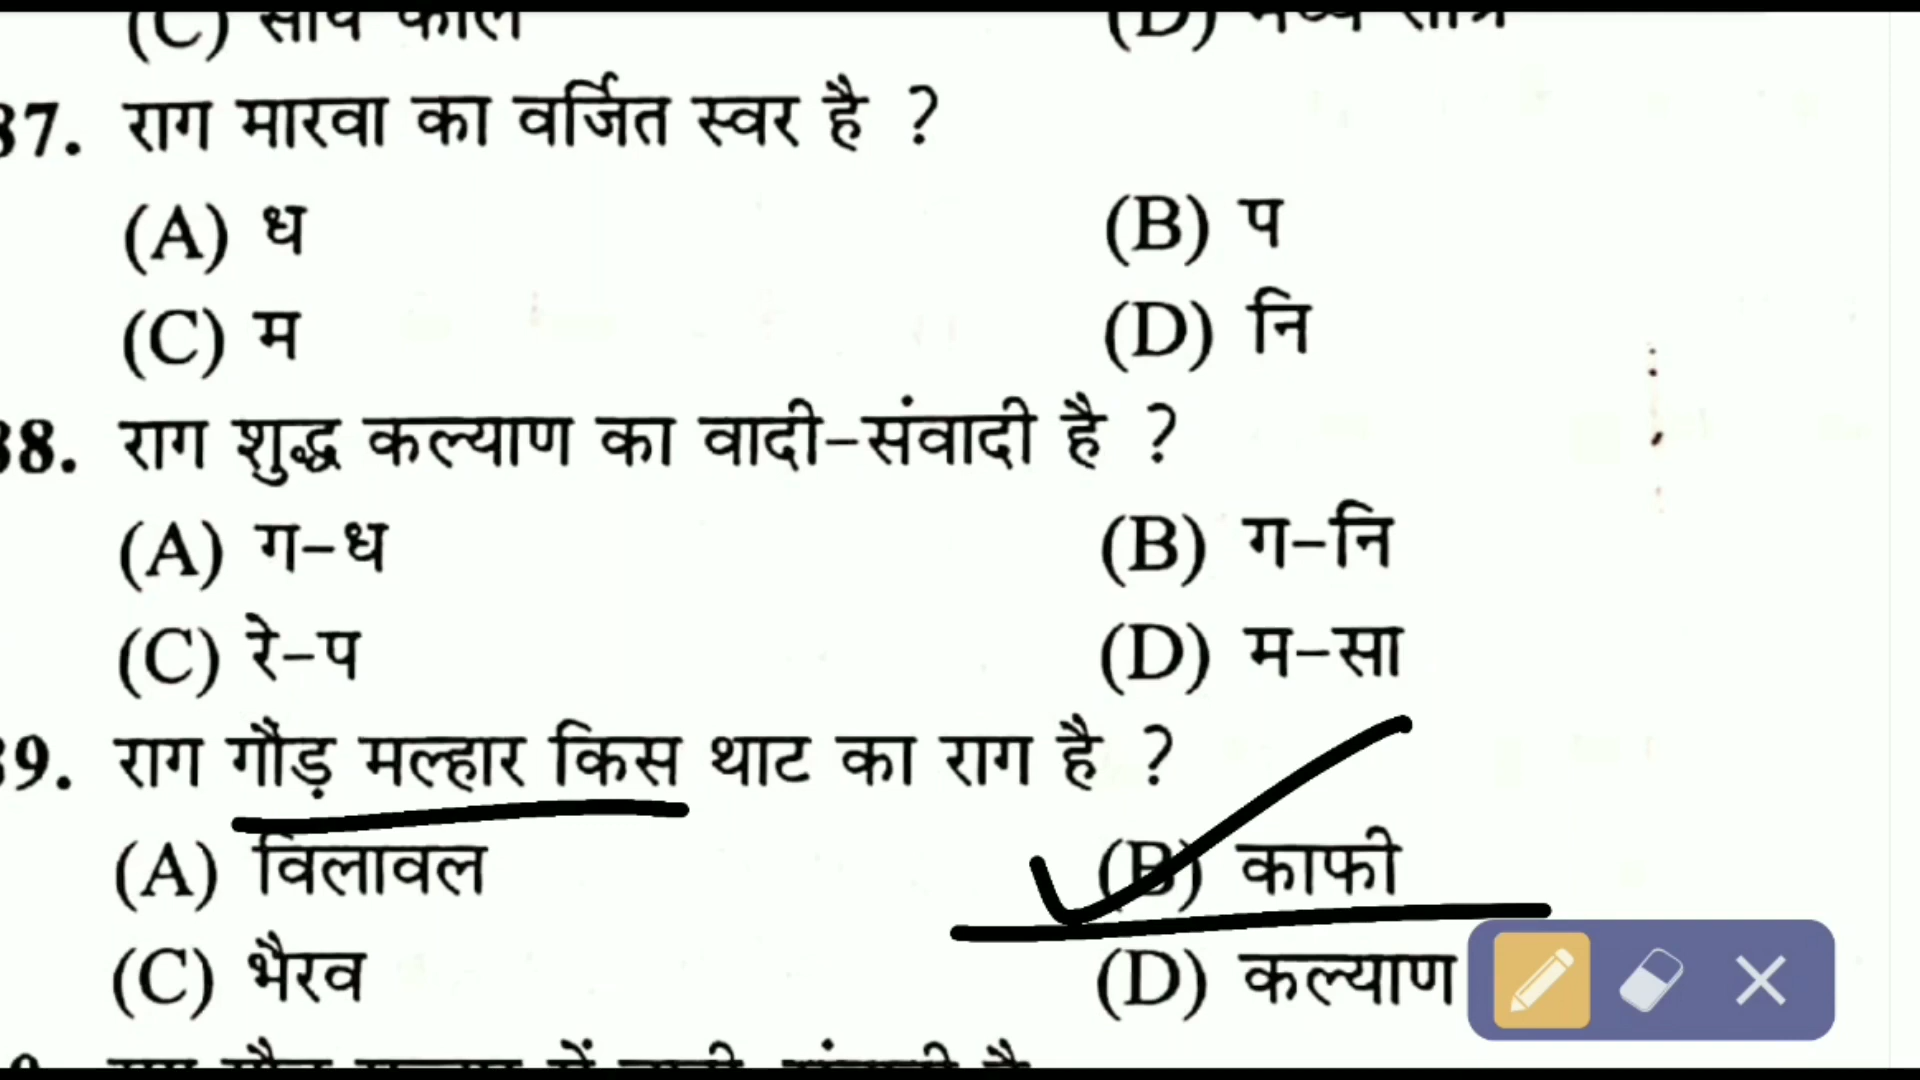 (C) सायं काल
37. राग मारवा का वर्जित स्वर है ?
(A) ध (B) प
(C) म (D) नि
38. राग शुद्ध कल्याण का वादी-संवादी है ?
(A) ग-ध (B) ग-नि
(C) रे-प (D) म-सा
39. राग गौंड़ मल्हार किस थाट का राग है ?
(A) विलावल (B) काफी
(C) भैरव (D) कल्याण